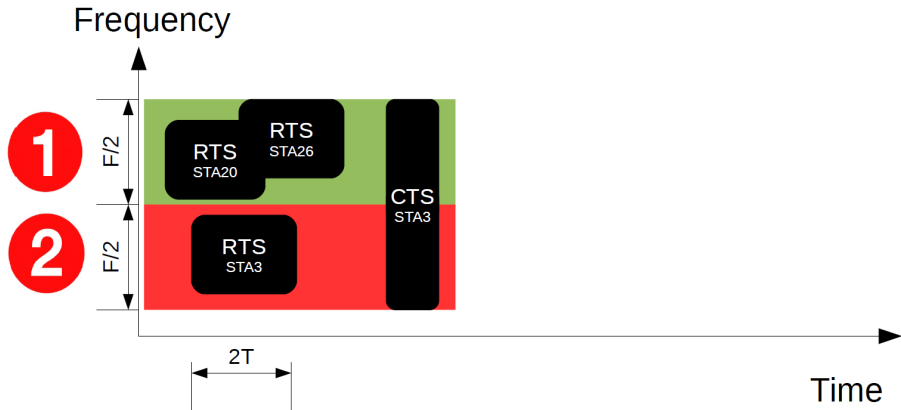 Frequency
1
F/2
RTS
STA20
RTS
STA26
CTS
STA3
2
F/2
RTS
STA3
2T
Time